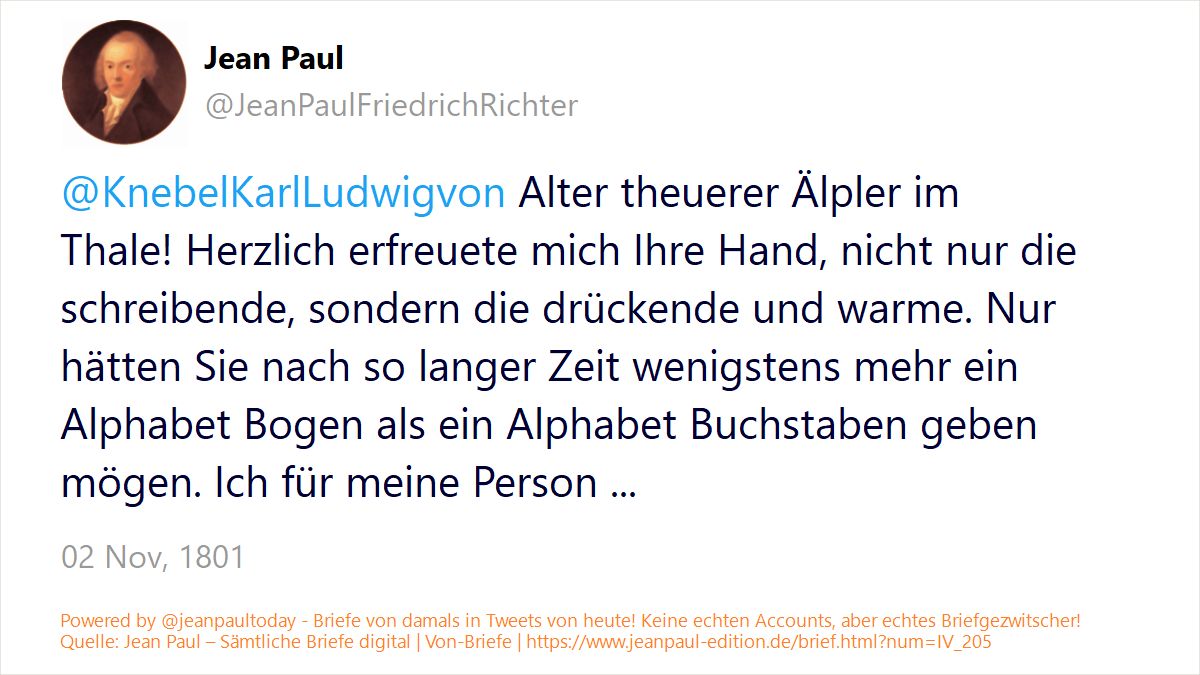 Jean Paul
@JeanPaulFriedrichRichter
@KnebelKarlLudwigvon Alter theuerer Älpler im
Thale! Herzlich erfreuete mich Ihre Hand, nicht nur die
schreibende, sondern die drückende und warme. Nur
hätten Sie nach so langer Zeit wenigstens mehr ein
Alphabet Bogen als ein Alphabet Buchstaben geben
mögen. Ich für meine Person ...
02 Nov, 1801
Powered by @jeanpaultoday - Briefe von damals in Tweets von heute! Keine echten Accounts, aber echtes Briefgezwitscher!
Quelle: Jean Paul – Sämtliche Briefe digital | Von-Briefe | https://www.jeanpaul-edition.de/brief.html?num=IV_205